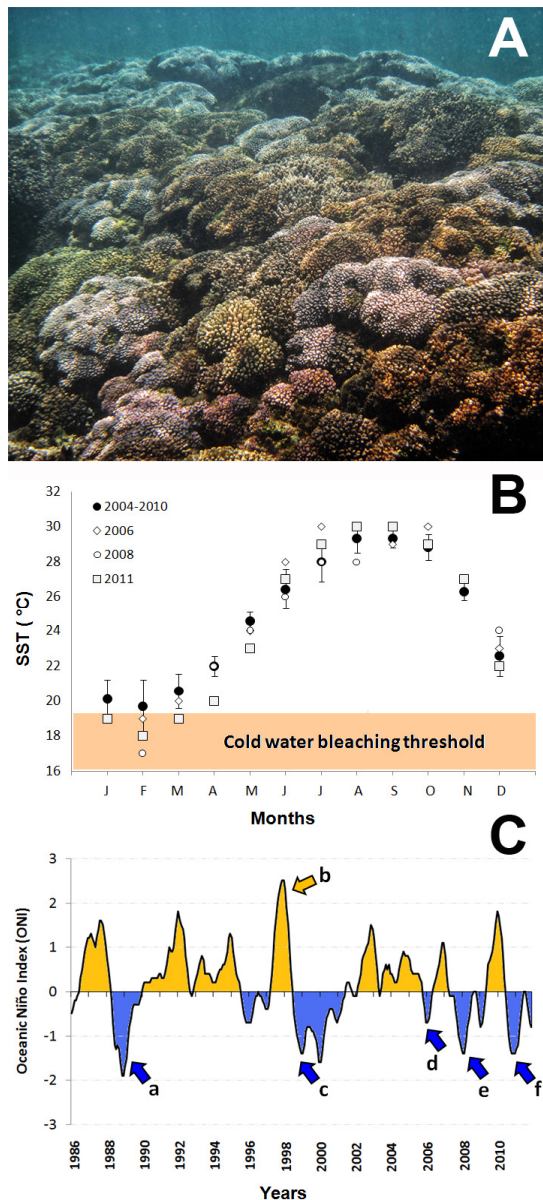 A
B
32
30
28
26
24
22
20
18
16
SST ( °C)
2004-2010
2006
2008
2011
Cold water bleaching threshold
J F M A M J J A S O N D
Months
C
3
2
1
0
-1
-2
-3
Oceanic Niño Index (ONI)
b
a
c
d
e
f
1986 1988 1990 1992 1994 1996 1998 2000 2002 2004 2006 2008 2010
Years